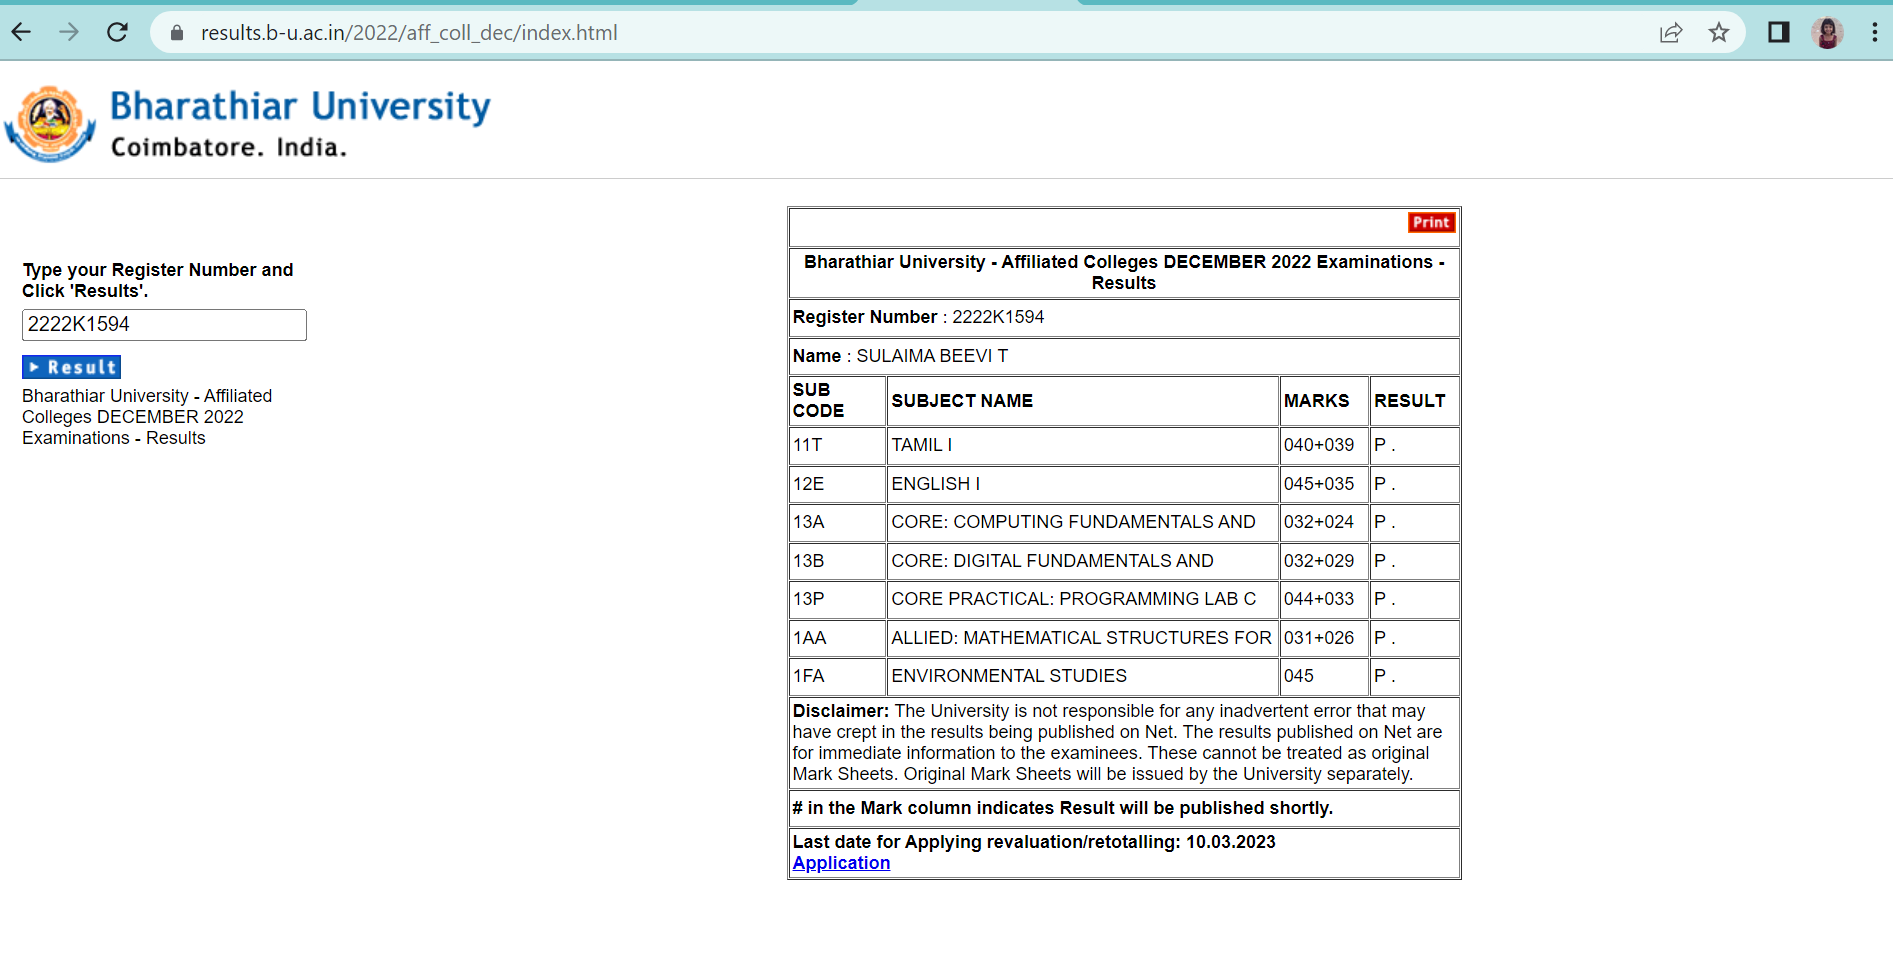 results.b-u.ac.in/2022/aff_coll_dec/index.html
Bharathiar University
Coimbatore. India.
Type your Register Number and
Click 'Results'.
2222K1594
Result
Bharathiar University - Affiliated
Colleges DECEMBER 2022
Examinations - Results
Print
Bharathiar University - Affiliated Colleges DECEMBER 2022 Examinations -
Results
Register Number : 2222K1594
Name : SULAIMA BEEVI T
SUB
CODE SUBJECT NAME MARKS RESULT
11T TAMIL I 040+039 P .
12E ENGLISH I 045+035 P .
13A CORE: COMPUTING FUNDAMENTALS AND 032+024 P .
13B CORE: DIGITAL FUNDAMENTALS AND 032+029 P .
13P CORE PRACTICAL: PROGRAMMING LAB C 044+033 P .
1AA ALLIED: MATHEMATICAL STRUCTURES FOR 031+026 P .
1FA ENVIRONMENTAL STUDIES 045 P .
Disclaimer: The University is not responsible for any inadvertent error that may
have crept in the results being published on Net. The results published on Net are
for immediate information to the examinees. These cannot be treated as original
Mark Sheets. Original Mark Sheets will be issued by the University separately.
# in the Mark column indicates Result will be published shortly.
Last date for Applying revaluation/retotalling: 10.03.2023
Application